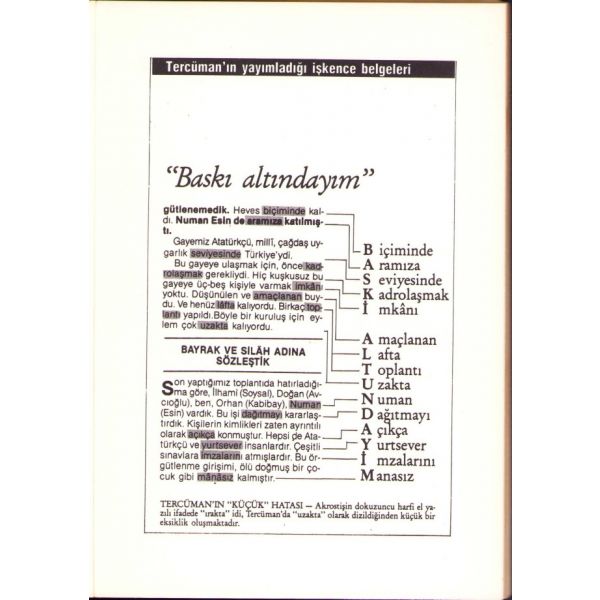 Tercüman'ın yayımladığı işkence belgeleri
"Baskı altındayım"
gütlenemedik. Heves biçiminde kal-
dı. Numan Esin de aramıza katılmış-
tı.
Gayemiz Atatürkçü, millî, çağdaş uy-
garlık seviyesinde Türkiye'ydi.
Bu gayeye ulaşmak için, önce kad-
rolaşmak gerekliydi. Hiç kuşkusuz bu
gayeye üç-beş kişiyle varmak imkânı
yoktu. Düşünülen ve amaçlanan buy-
du. Ve henüz lâfta kalıyordu. Birkaç top-
lantı yapıldı. Böyle bir kuruluş için ey-
lem çok uzakta kalıyordu.
BAYRAK VE SİLÂH ADINA
SÖZLEŞTİK
Son yaptığımız toplantıda hatırladığı-
ma göre, İlhami (Soysal), Doğan (Av-
cıoğlu), ben, Orhan (Kabibay), Numan
(Esin) vardık. Bu işi dağıtmayı kararlaş-
tırdık. Kişilerin kimlikleri zaten ayrıntılı
olarak açıkça konmuştur. Hepsi de Ata-
türkçü ve yurtsever insanlardır. Çeşitli
sınavlara imzalarını atmışlardır. Bu ör-
gütlenme girişimi, ölü doğmuş bir ço-
cuk gibi mânâsız kalmıştır.
B içiminde
A ramıza
S eviyesinde
K adrolaşmak
İ mkânı
A maçlanan
L afta
T oplantı
U zakta
N uman
D ağıtmayı
A çıkça
Y urtsever
İ mzalarını
M anasız
TERCÜMAN'IN "KÜÇÜK" HATASI — Akrostişin dokuzuncu harfi el ya-
zılı ifadede "ırakta" idi, Tercüman'da "uzakta" olarak dizildiğinden küçük bir
eksiklik oluşmaktadır.